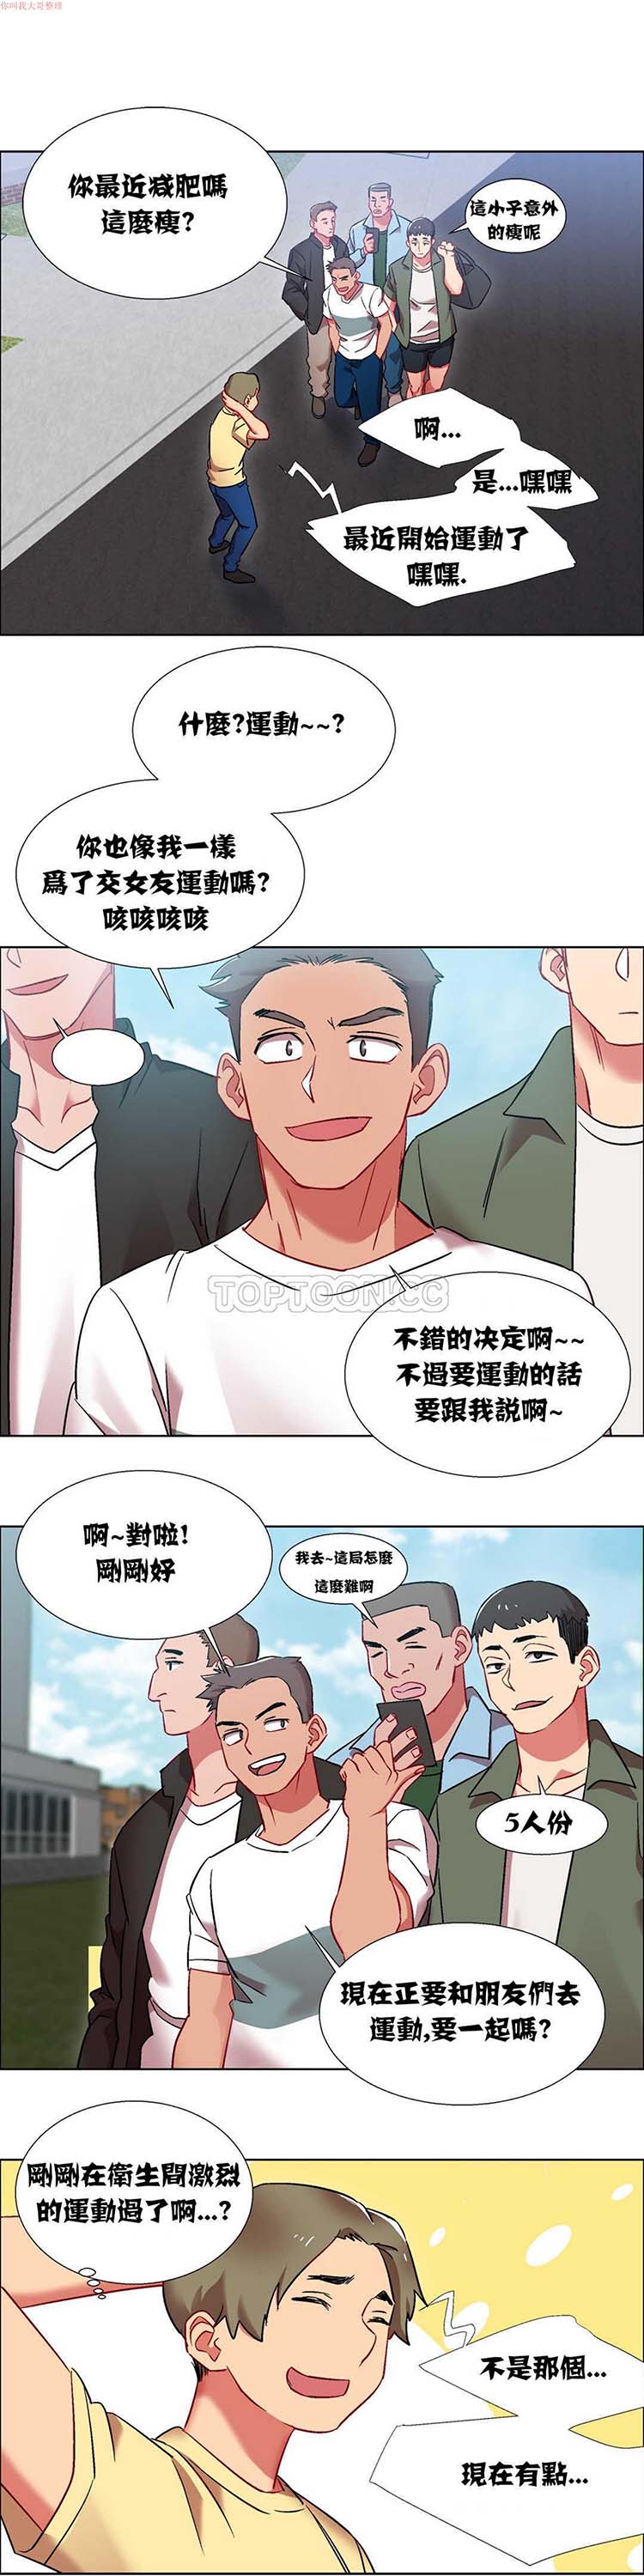 你叫我大哥整理
你最近减肥嗎
這麼瘦?
這小子意外
的瘦呢
啊...
是...嘿嘿
最近開始運動了
嘿嘿.
什麼?運動~~?
你也像我一樣
爲了交女友運動嗎?
咳咳咳咳
TOPTOON.CC
不錯的決定啊~~
不過要運動的話
要跟我説啊~
啊~對啦!
剛剛好
我去~這局怎麼
這麼難啊
5人份
現在正要和朋友們去
運動,要一起嗎?
剛剛在衛生間激烈
的運動過了啊...?
不是那個...
現在有點...